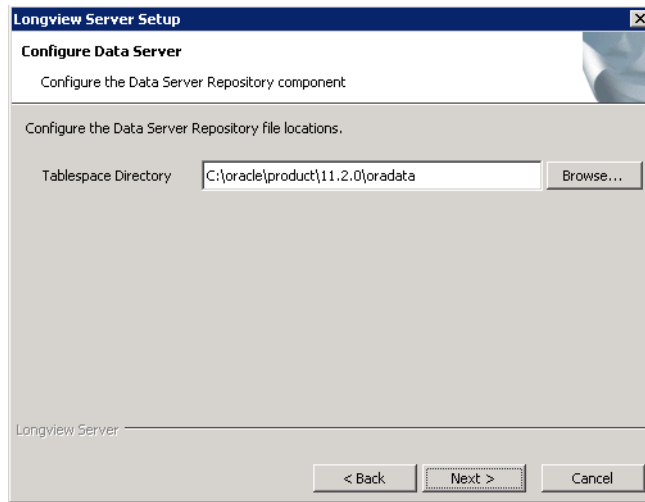 Longview Server Setup
Configure Data Server
Configure the Data Server Repository component
Configure the Data Server Repository file locations.
Tablespace Directory C:\oracle\product\11.2.0\oradata Browse...
Longview Server
< Back Next > Cancel